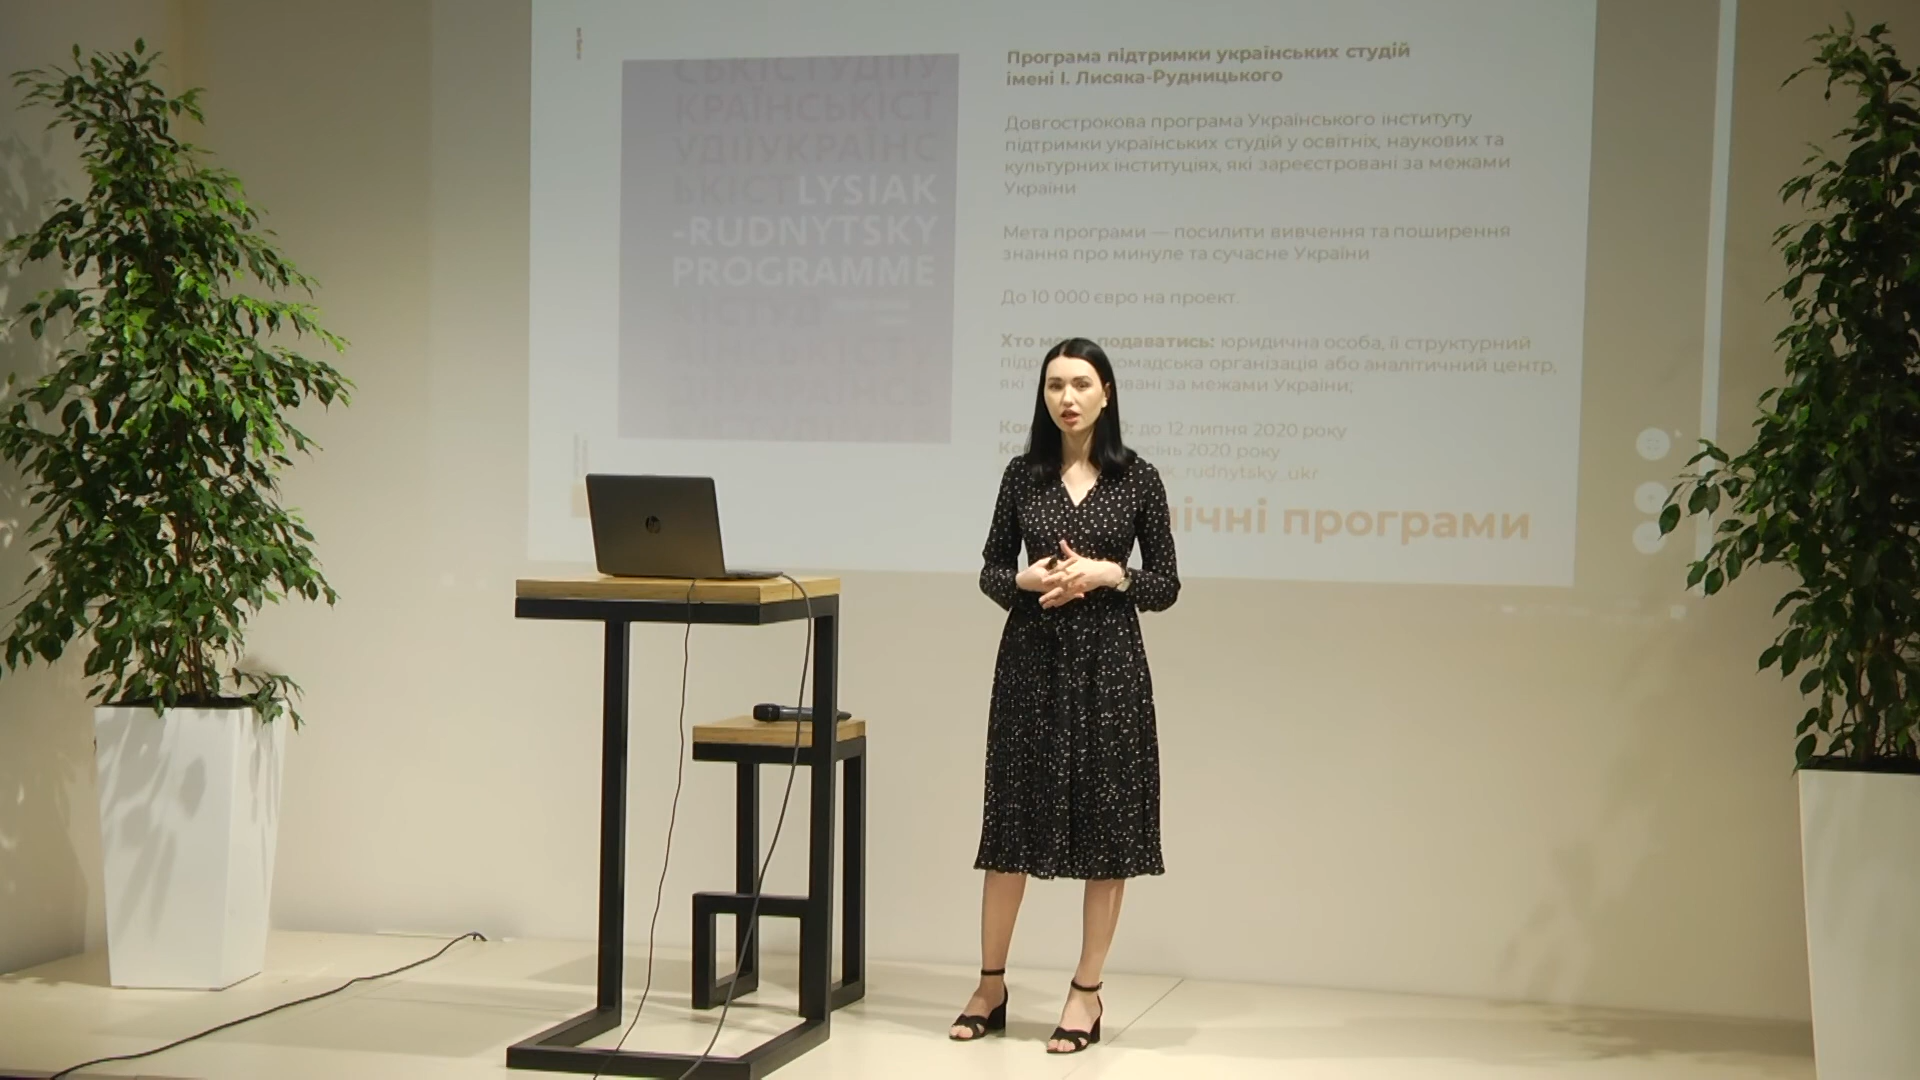 СЬКІСТУДІЇУ
КРАЇНСЬКІСТ
УДІЇУКРАЇНС
ЬКІСТLYSIAK
-RUDNYTSKY
PROGRAMME
Програма підтримки українських студій
імені І. Лисяка-Рудницького
Довгострокова програма Українського інституту
підтримки українських студій у освітніх, наукових та
культурних інституціях, які зареєстровані за межами
України
Мета програми — посилити вивчення та поширення
знання про минуле та сучасне України
До 10 000 євро на проект.
Хто подаватись: юридична особа, її структурний
громадська організація або аналітичний центр,
які за межами України;
до 12 липня 2020 року
2020 року
rudnytsky_ukr
програми
hp